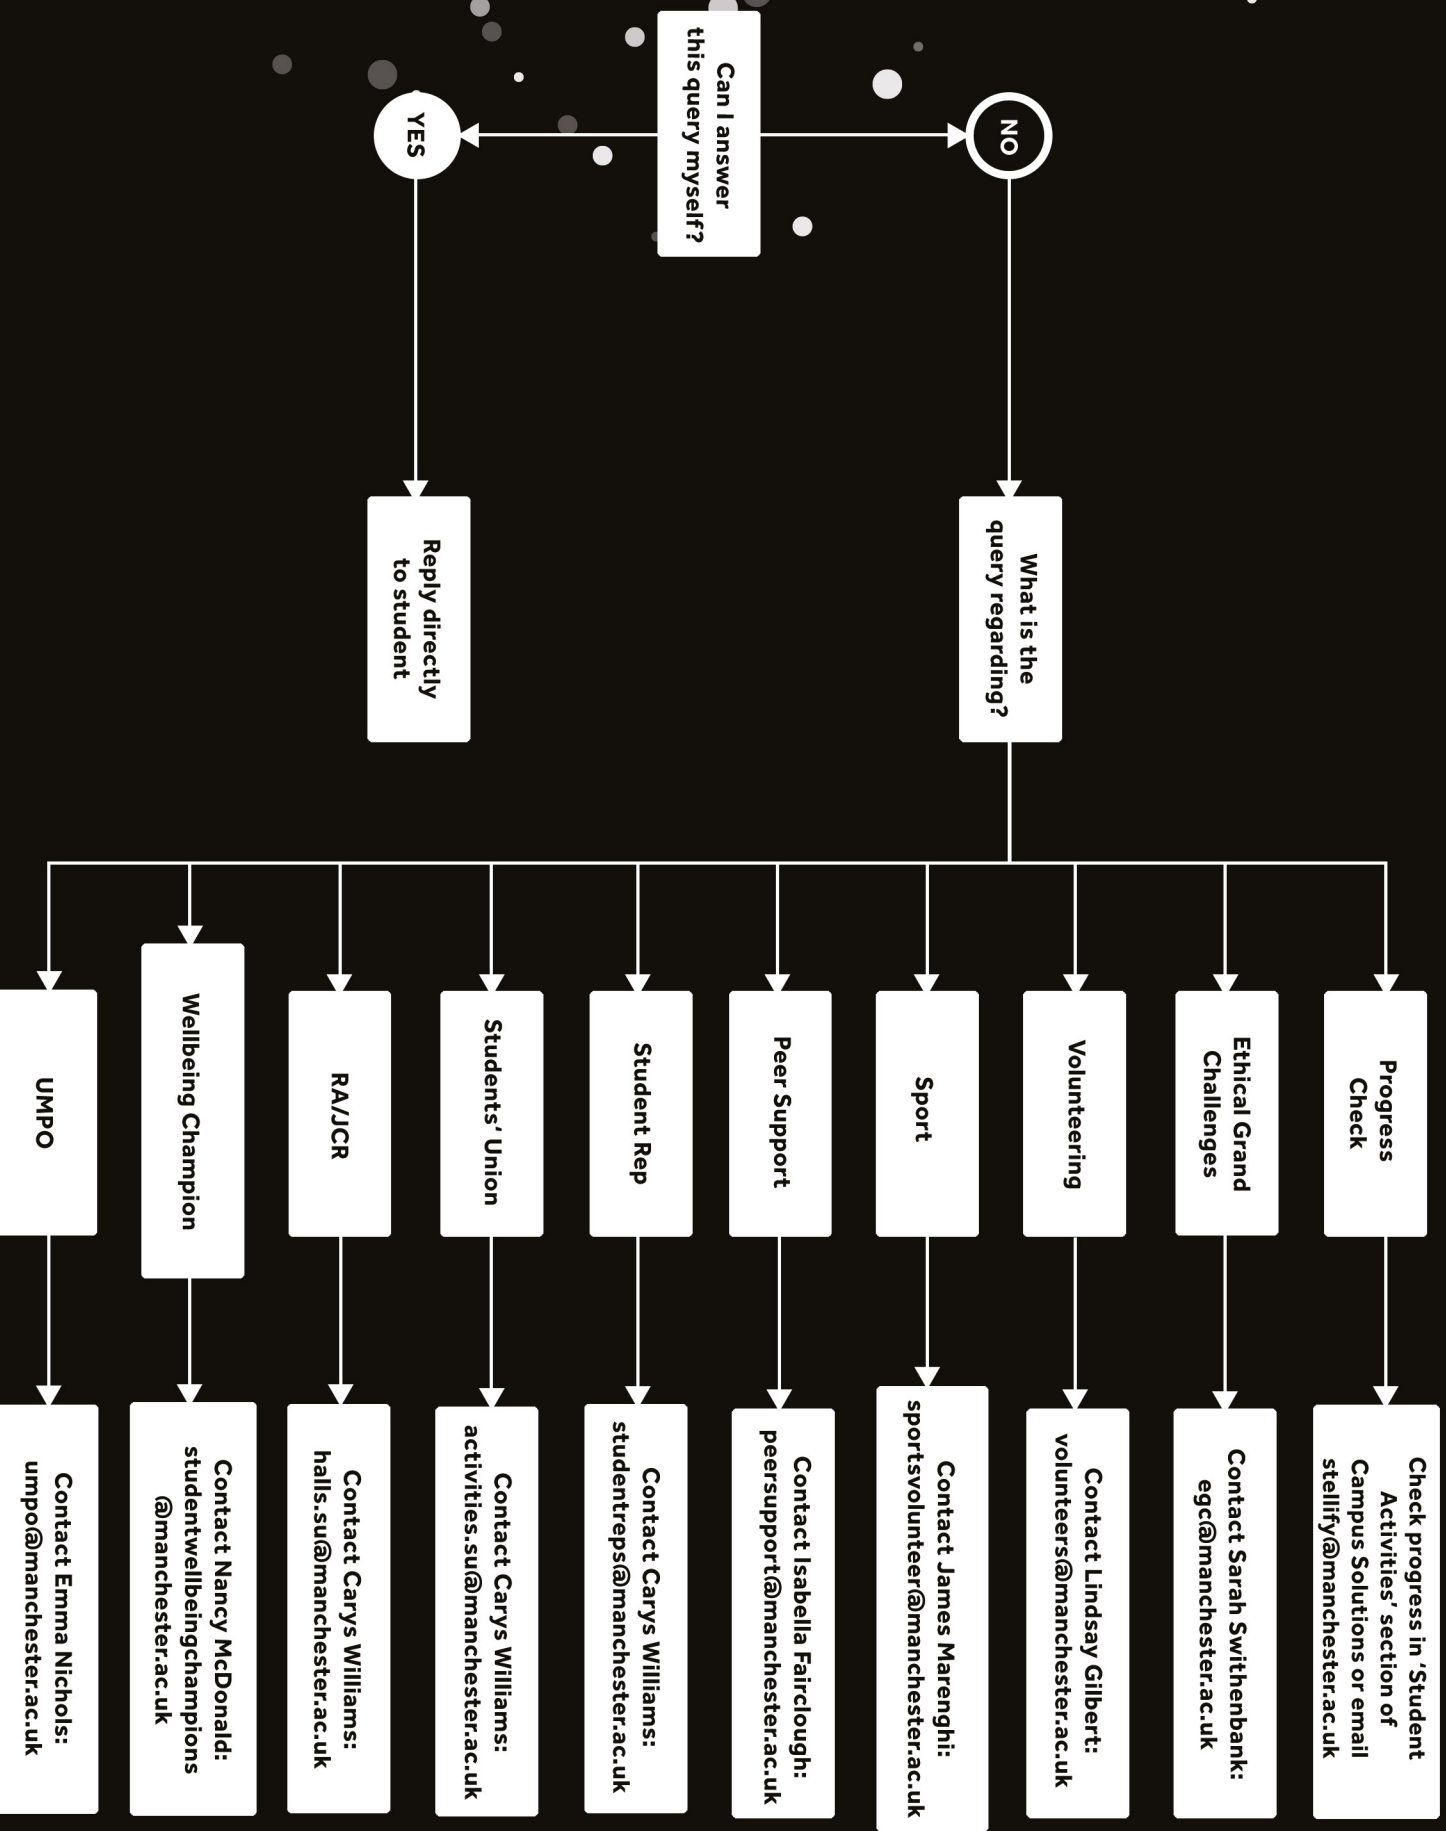 Can I answer
this query myself?
NO
YES
What is the
query regarding?
Reply directly
to student
Progress
Check
Check progress in ‘Student
Activities’ section of
Campus Solutions or email
stellify@manchester.ac.uk
Ethical Grand
Challenges
Contact Sarah Swithenbank:
egc@manchester.ac.uk
Volunteering
Contact Lindsay Gilbert:
volunteers@manchester.ac.uk
Sport
Contact James Marenghi:
sportsvolunteer@manchester.ac.uk
Peer Support
Contact Isabella Fairclough:
peersupport@manchester.ac.uk
Student Rep
Contact Carys Williams:
studentreps@manchester.ac.uk
Students’ Union
Contact Carys Williams:
activities.su@manchester.ac.uk
RA/JCR
Contact Carys Williams:
halls.su@manchester.ac.uk
Wellbeing Champion
Contact Nancy McDonald:
studentwellbeingchampions
@manchester.ac.uk
UMPO
Contact Emma Nichols:
umpo@manchester.ac.uk